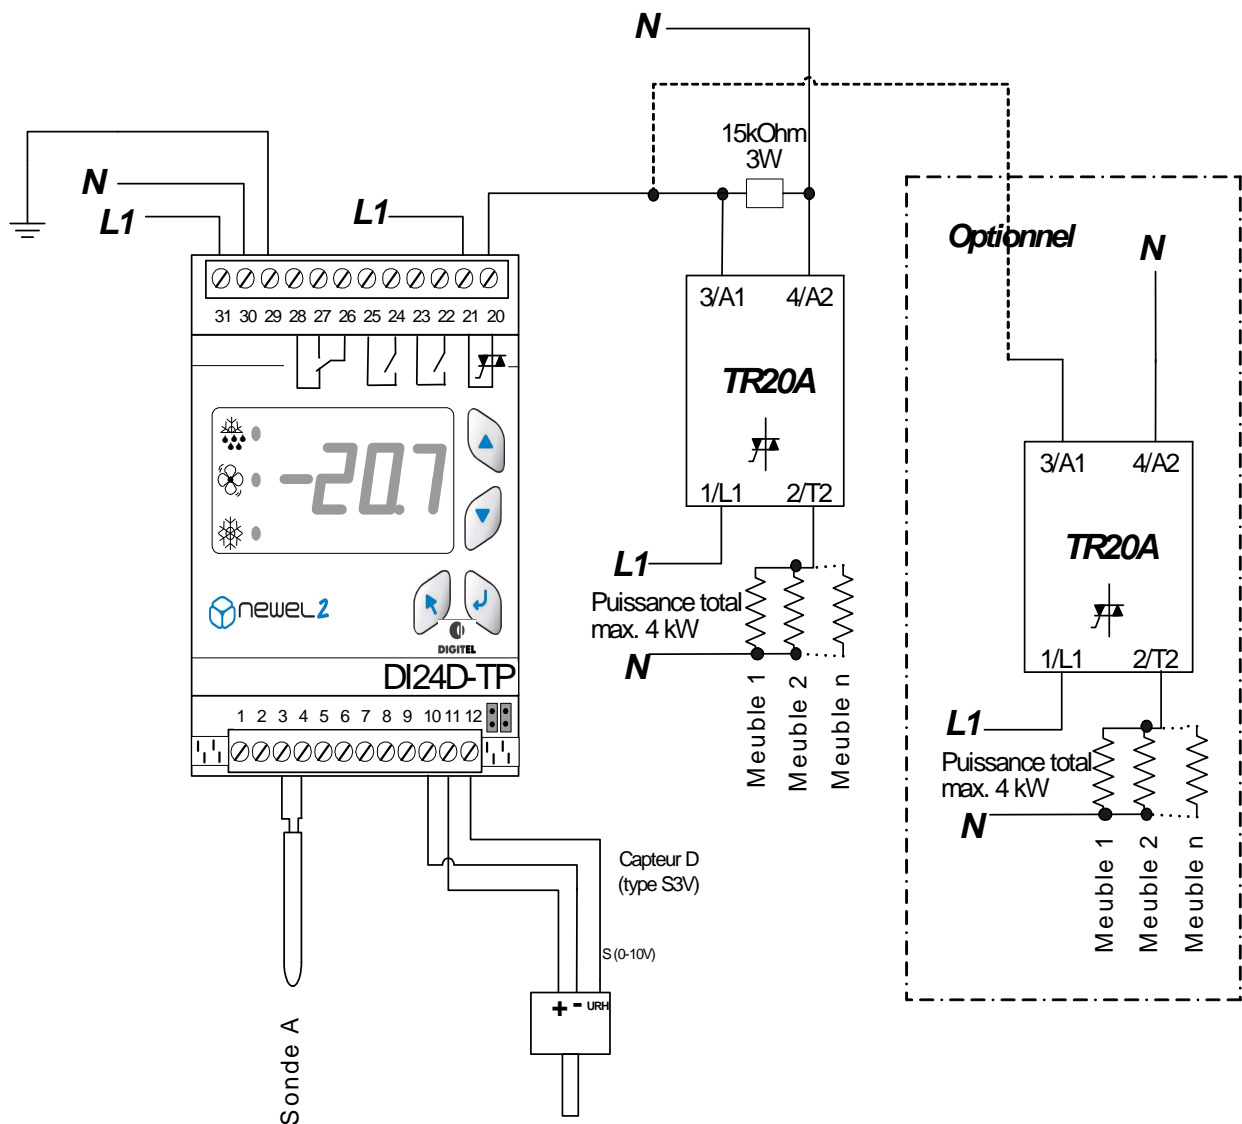 N
15kOhm
3W
N
L1
L1
Optionnel
N
31 30 29 28 27 26 25 24 23 22 21 20
3/A1 4/A2
TR20A
1/L1 2/T2
-20.7
newel 2
DIGITEL
DI24D-TP
1 2 3 4 5 6 7 8 9 10 11 12
L1
Puissance total
max. 4 kW
N
Meuble 1
Meuble 2
Meuble n
3/A1 4/A2
TR20A
1/L1 2/T2
L1
Puissance total
max. 4 kW
N
Meuble 1
Meuble 2
Meuble n
Capteur D
(type S3V)
S (0-10V)
+ - URH
Sonde A